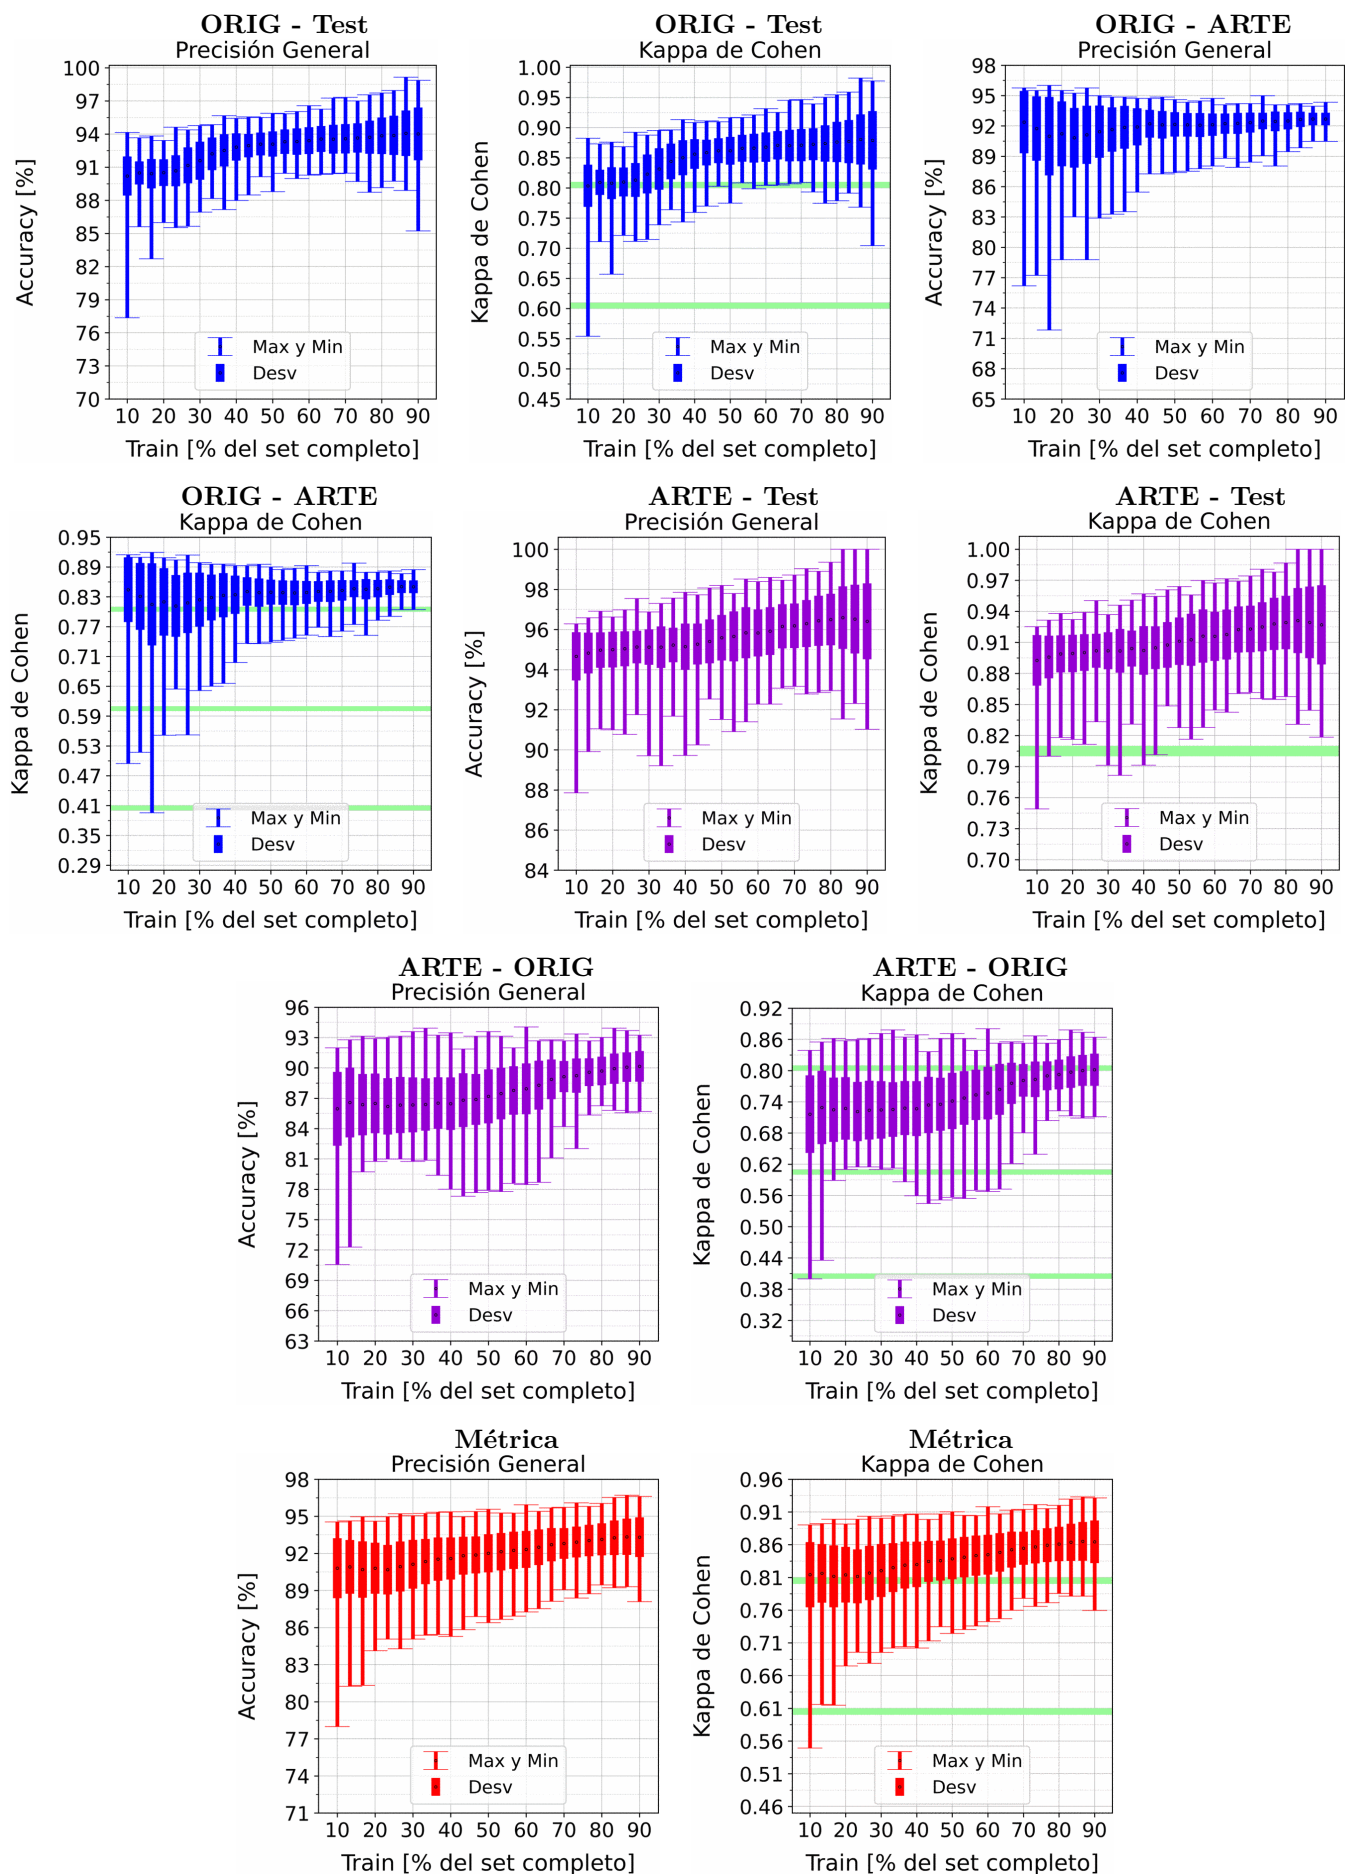 ORIG - Test
Precisión General
Accuracy [%]
100
97
94
91
88
85
82
79
76
73
70
Max y Min
Desv
10 20 30 40 50 60 70 80 90
Train [% del set completo]
ORIG - Test
Kappa de Cohen
Kappa de Cohen
1.00
0.95
0.90
0.85
0.80
0.75
0.70
0.65
0.60
0.55
0.50
0.45
Max y Min
Desv
10 20 30 40 50 60 70 80 90
Train [% del set completo]
ORIG - ARTE
Precisión General
Accuracy [%]
98
95
92
89
86
83
80
77
74
71
68
65
Max y Min
Desv
10 20 30 40 50 60 70 80 90
Train [% del set completo]
ORIG - ARTE
Kappa de Cohen
Kappa de Cohen
0.95
0.89
0.83
0.77
0.71
0.65
0.59
0.53
0.47
0.41
0.35
0.29
Max y Min
Desv
10 20 30 40 50 60 70 80 90
Train [% del set completo]
ARTE - Test
Precisión General
Accuracy [%]
100
98
96
94
92
90
88
86
84
Max y Min
Desv
10 20 30 40 50 60 70 80 90
Train [% del set completo]
ARTE - Test
Kappa de Cohen
Kappa de Cohen
1.00
0.97
0.94
0.91
0.88
0.85
0.82
0.79
0.76
0.73
0.70
Max y Min
Desv
10 20 30 40 50 60 70 80 90
Train [% del set completo]
ARTE - ORIG
Precisión General
Accuracy [%]
96
93
90
87
84
81
78
75
72
69
66
63
Max y Min
Desv
10 20 30 40 50 60 70 80 90
Train [% del set completo]
ARTE - ORIG
Kappa de Cohen
Kappa de Cohen
0.92
0.86
0.80
0.74
0.68
0.62
0.56
0.50
0.44
0.38
0.32
Max y Min
Desv
10 20 30 40 50 60 70 80 90
Train [% del set completo]
Métrica
Precisión General
Accuracy [%]
98
95
92
89
86
83
80
77
74
71
Max y Min
Desv
10 20 30 40 50 60 70 80 90
Train [% del set completo]
Métrica
Kappa de Cohen
Kappa de Cohen
0.96
0.91
0.86
0.81
0.76
0.71
0.66
0.61
0.56
0.51
0.46
Max y Min
Desv
10 20 30 40 50 60 70 80 90
Train [% del set completo]